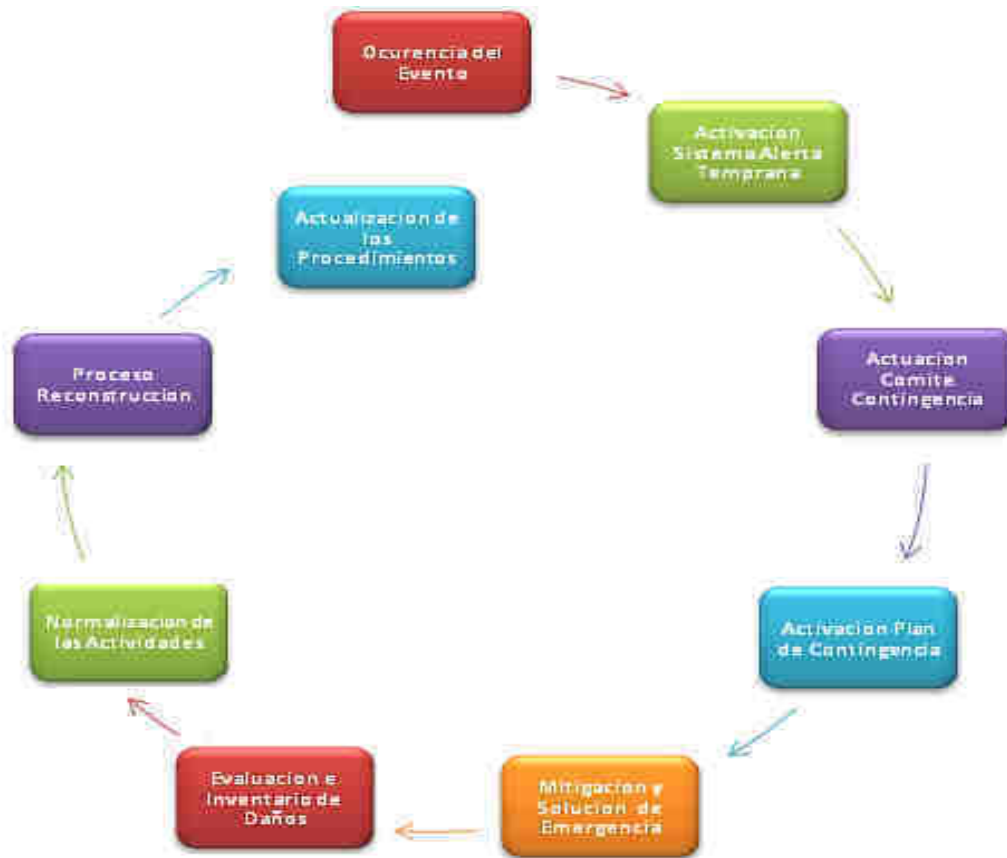 Ocurencia del
Evento
Activacion
Sistema Alerta
Temprana
Actuacion
Comite
Contingencia
Activacion Plan
de Contingencia
Mitigacion y
Solucion de
Emergencia
Evaluacion e
Inventario de
Daños
Normalizacion de
las Actividades
Proceso
Reconstruccion
Actualizacion de
los
Procedimientos